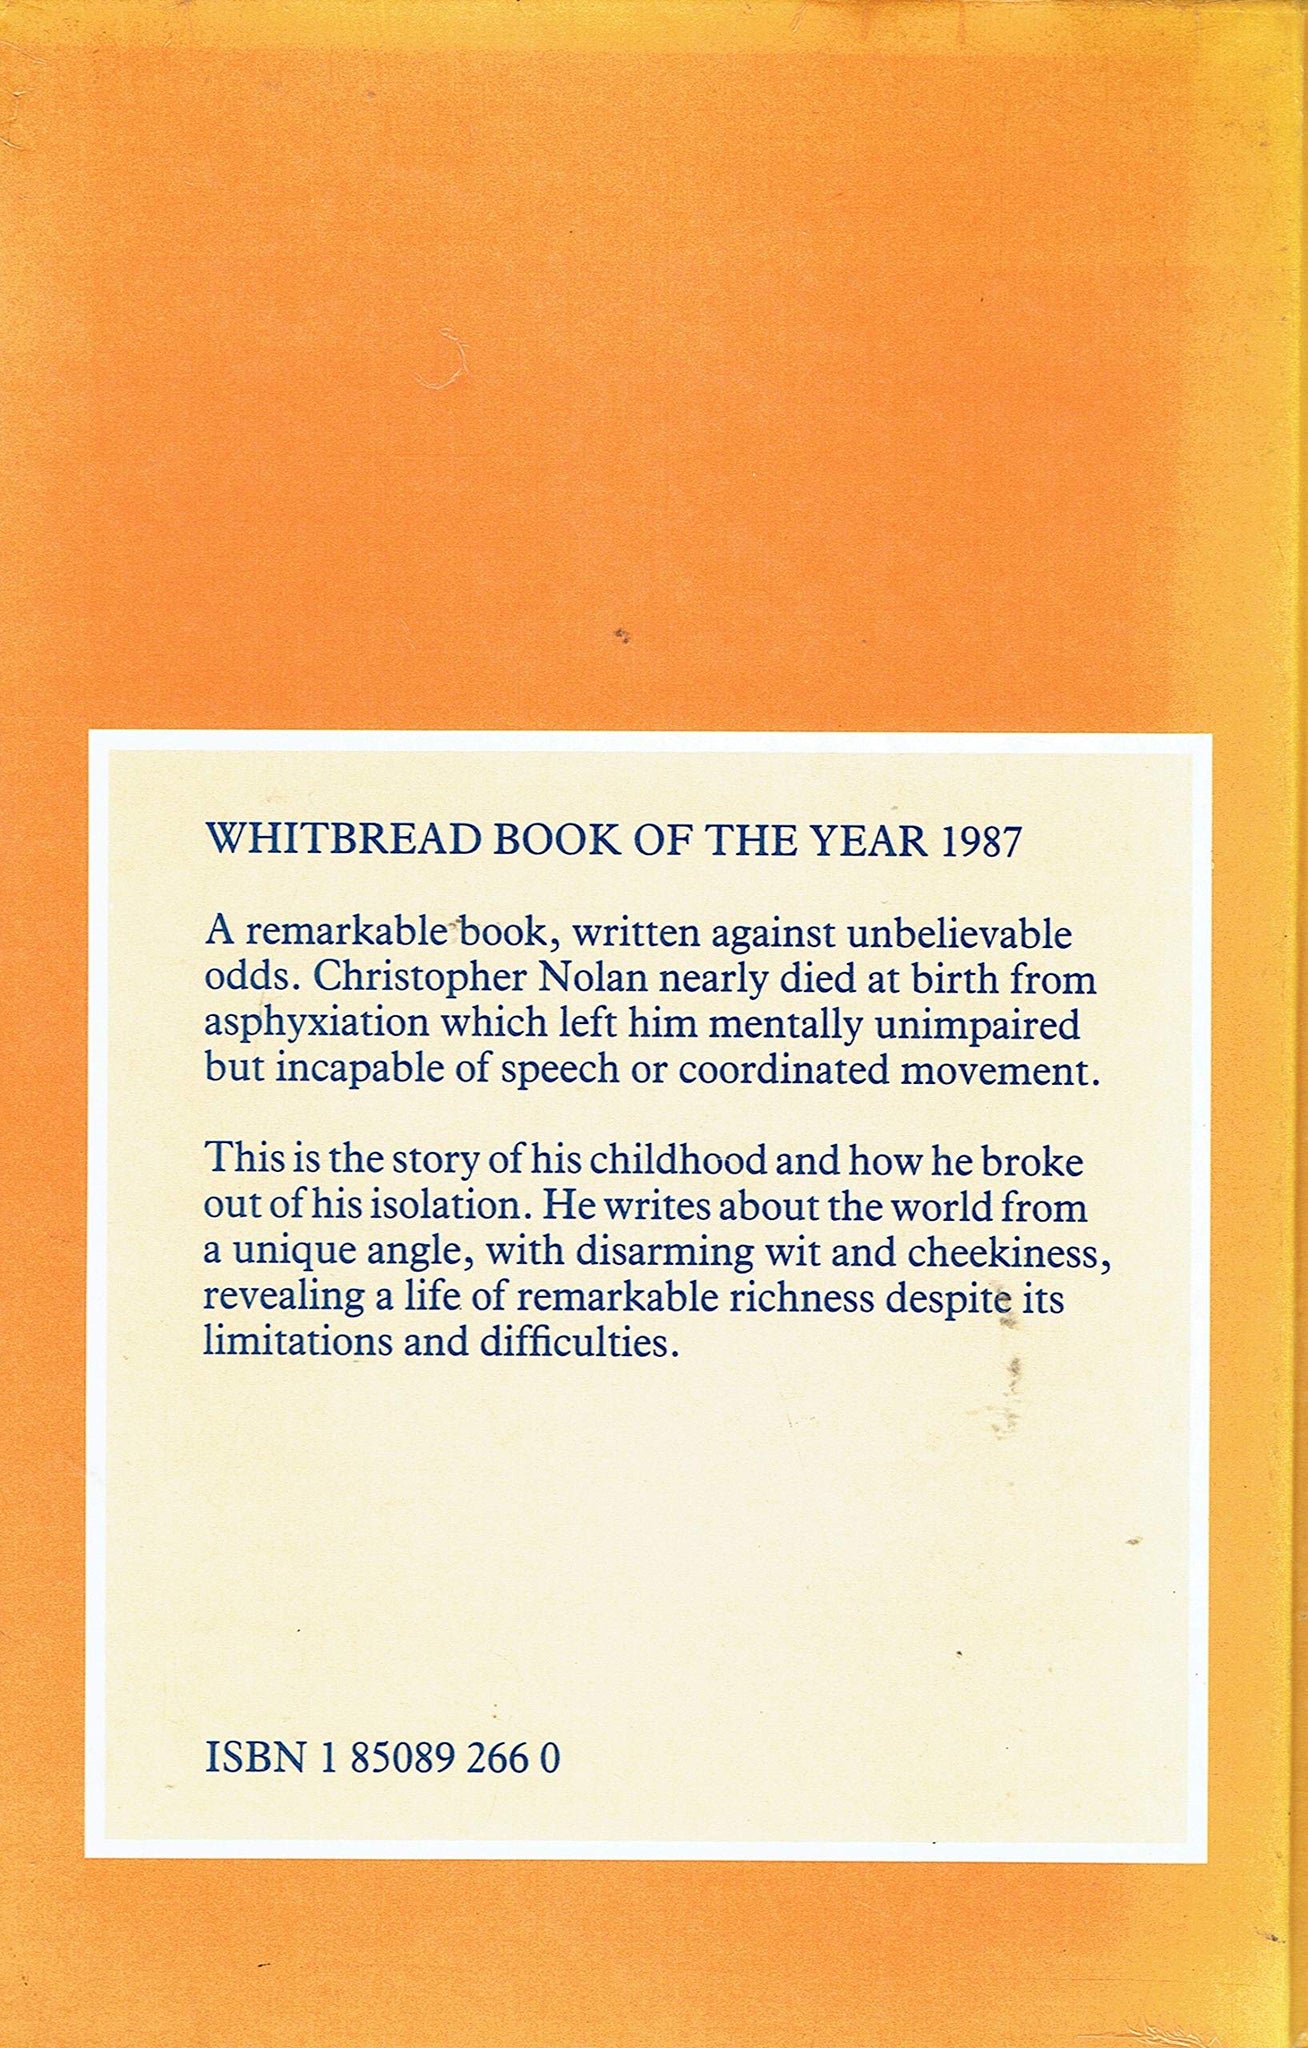 WHITBREAD BOOK OF THE YEAR 1987
A remarkable book, written against unbelievable
odds. Christopher Nolan nearly died at birth from
asphyxiation which left him mentally unimpaired
but incapable of speech or coordinated movement.
This is the story of his childhood and how he broke
out of his isolation. He writes about the world from
a unique angle, with disarming wit and cheekiness,
revealing a life of remarkable richness despite its
limitations and difficulties.
ISBN 1 85089 266 0